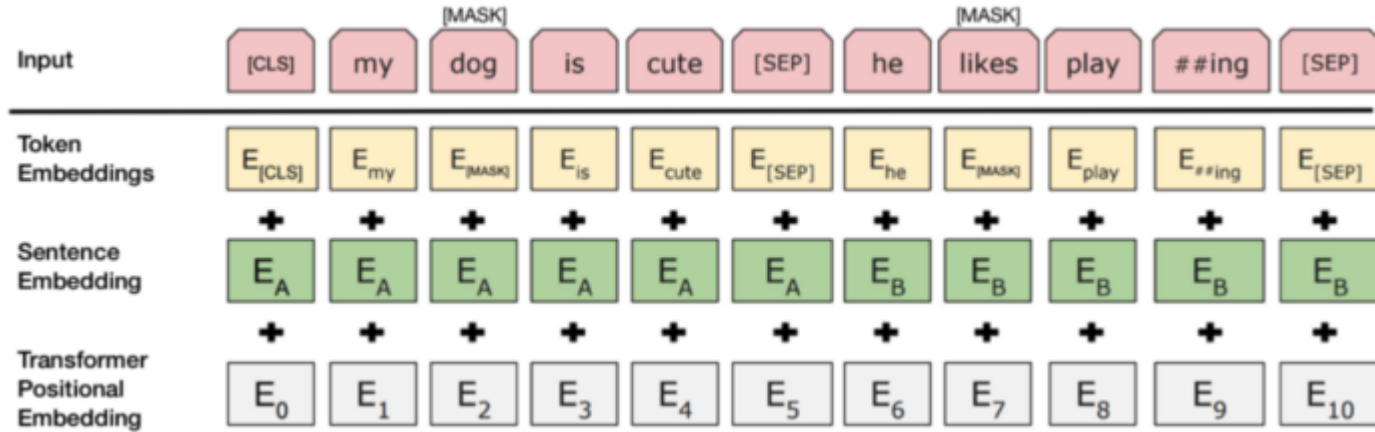 [MASK] [MASK]
Input [CLS] my dog is cute [SEP] he likes play ##ing [SEP]
Token
Embeddings
E[CLS] Emy E[MASK] Eis Ecute E[SEP] Ehe E[MASK] Eplay E##ing E[SEP]
+ + + + + + + + + + +
Sentence
Embedding
EA EA EA EA EA EA EB EB EB EB EB
+ + + + + + + + + + +
Transformer
Positional
Embedding
E0 E1 E2 E3 E4 E5 E6 E7 E8 E9 E10